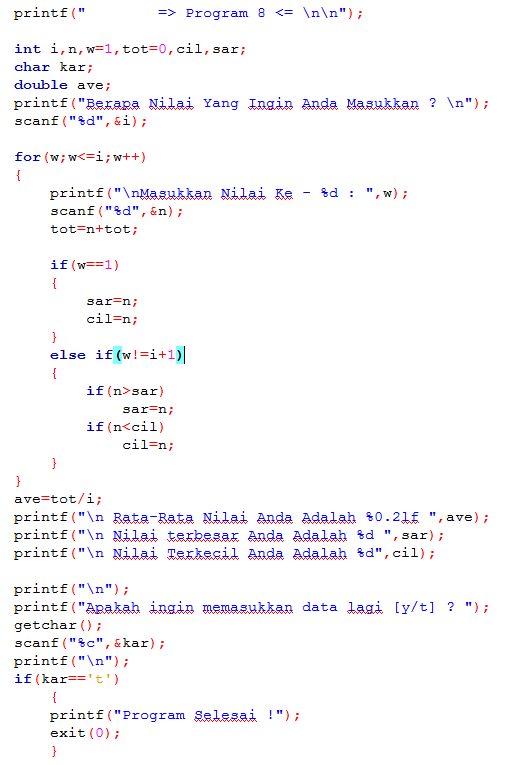 printf("        => Program 8 <= \n\n");
int i,n,w=1,tot=0,cil,sar;
char kar;
double ave;
printf("Berapa Nilai Yang Ingin Anda Masukkan ? \n");
scanf("%d",&i);
for(w;w<=i;w++)
{
    printf("\nMasukkan Nilai Ke - %d : ",w);
    scanf("%d",&n);
    tot=n+tot;
    if(w==1)
    {
        sar=n;
        cil=n;
    }
    else if(w!=i+1)
    {
        if(n>sar)
            sar=n;
        if(n<cil)
            cil=n;
    }
}
ave=tot/i;
printf("\n Rata-Rata Nilai Anda Adalah %0.2lf ",ave);
printf("\n Nilai terbesar Anda Adalah %d ",sar);
printf("\n Nilai Terkecil Anda Adalah %d",cil);
printf("\n");
printf("Apakah ingin memasukkan data lagi [y/t] ? ");
getchar();
scanf("%c",&kar);
printf("\n");
if(kar=='t')
    {
    printf("Program Selesai !");
    exit(0);
    }